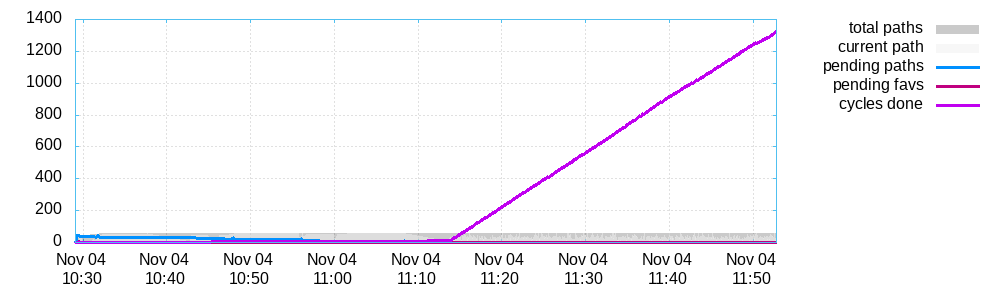 1400
1200
1000
800
600
400
200
0
Nov 04 Nov 04 Nov 04 Nov 04 Nov 04 Nov 04 Nov 04 Nov 04 Nov 04
10:30 10:40 10:50 11:00 11:10 11:20 11:30 11:40 11:50
total paths
current path
pending paths
pending favs
cycles done